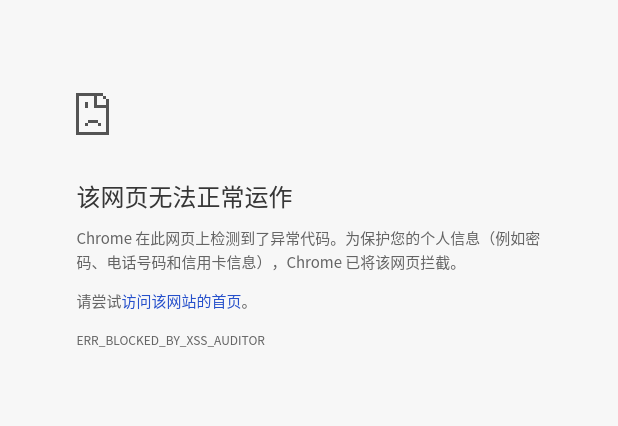 该网页无法正常运作
Chrome 在此网页上检测到了异常代码。为保护您的个人信息（例如密
码、电话号码和信用卡信息），Chrome 已将该网页拦截。
请尝试访问该网站的首页。
ERR_BLOCKED_BY_XSS_AUDITOR